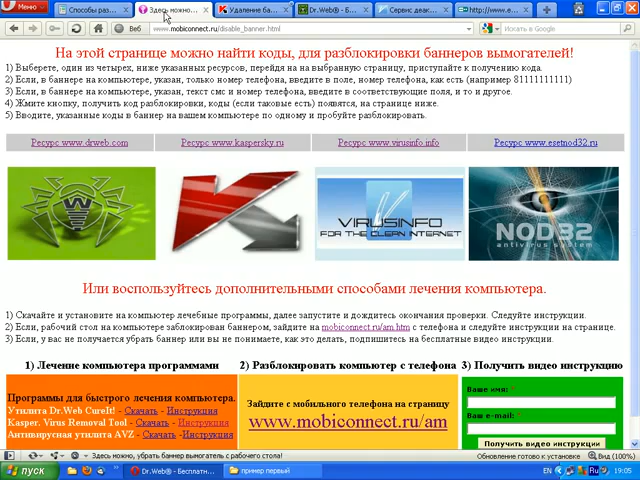 Меню
Способы раз...
Здесь можно...
Удаление ба...
Dr.Web® - Б...
Сервис деак...
http://www.e...
Веб
www.mobiconnect.ru/disable_banner.html
Искать в Google
На этой странице можно найти коды, для разблокировки баннеров вымогателей!
1) Выберете, один из четырех, ниже указанных ресурсов, перейдя на на выбранную страницу, приступайте к получению кода.
2) Если, в баннере на компьютере, указан, только номер телефона, введите в поле, номер телефона, как есть (например 81111111111)
3) Если, в баннере на компьютере, указан, текст смс и номер телефона, введите в соответствующие поля, и то и другое.
4) Жмите кнопку, получить код разблокировки, коды (если таковые есть) появятся, на странице ниже.
5) Вводите, указанные коды в баннер на вашем компьютере по одному и пробуйте разблокировать.
Ресурс www.drweb.com Ресурс www.kaspersky.ru Ресурс www.virusinfo.info Ресурс www.esetnod32.ru
VIRUSINFO
FOR THE CLEAN INTERNET
NOD32
antivirus system
Или воспользуйтесь дополнительными способами лечения компьютера.
1) Скачайте и установите на компьютер лечебные программы, далее запустите и дождитесь окончания проверки. Следуйте инструкции.
2) Если, рабочий стол на компьютере заблокирован баннером, зайдите на mobiconnect.ru/am.htm с телефона и следуйте инструкции на странице.
3) Если, у вас не получается убрать банер или вы не понимаете, как это делать, подпишитесь на бесплатные видео инструкции.
1) Лечение компьютера программами
2) Разблокировать компьютер с телефона
3) Получить видео инструкцию
Программы для быстрого лечения компьютера.
Утилита Dr.Web CureIt! - Скачать - Инструкция
Kasper. Virus Removal Tool - Скачать - Инструкция
Антивирусная утилита AVZ - Скачать -Инструкция
Зайдите с мобильного телефона на страницу
www.mobiconnect.ru/am
Ваше имя: *
Ваш e-mail: *
Получить видео инструкции
Здесь можно, убрать баннер вымогатель с рабочего стола!
Обновление готово к установке
Вид (100%)
пуск
Dr.Web® - Бесплатн...
пример первый
EN
Ru
19:05